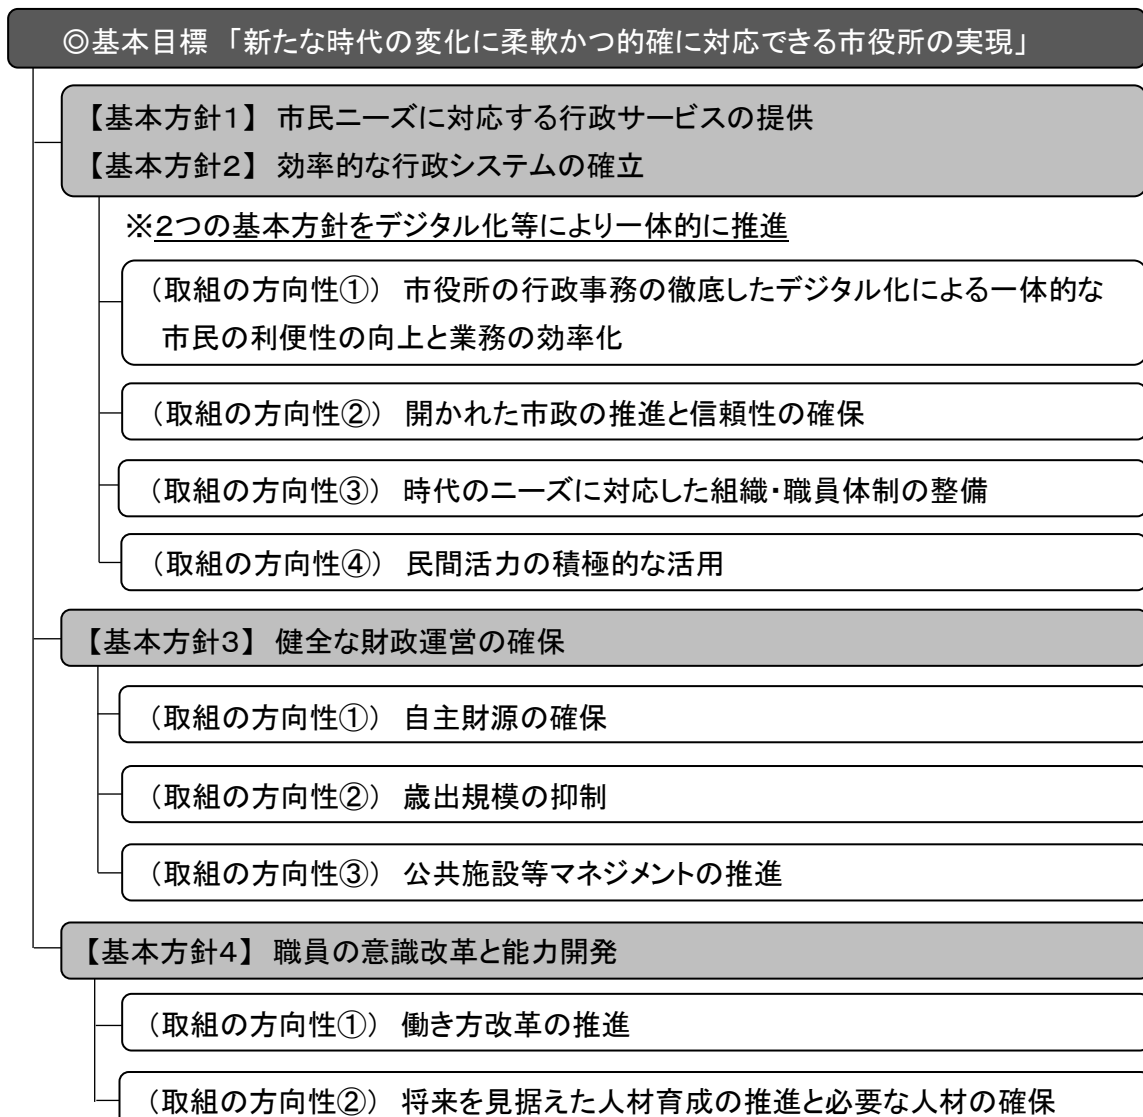 ◎基本目標 「新たな時代の変化に柔軟かつ的確に対応できる市役所の実現」
【基本方針1】 市民ニーズに対応する行政サービスの提供
【基本方針2】 効率的な行政システムの確立
※2つの基本方針をデジタル化等により一体的に推進
（取組の方向性①） 市役所の行政事務の徹底したデジタル化による一体的な
市民の利便性の向上と業務の効率化
（取組の方向性②） 開かれた市政の推進と信頼性の確保
（取組の方向性③） 時代のニーズに対応した組織・職員体制の整備
（取組の方向性④） 民間活力の積極的な活用
【基本方針3】 健全な財政運営の確保
（取組の方向性①） 自主財源の確保
（取組の方向性②） 歳出規模の抑制
（取組の方向性③） 公共施設等マネジメントの推進
【基本方針4】 職員の意識改革と能力開発
（取組の方向性①） 働き方改革の推進
（取組の方向性②） 将来を見据えた人材育成の推進と必要な人材の確保